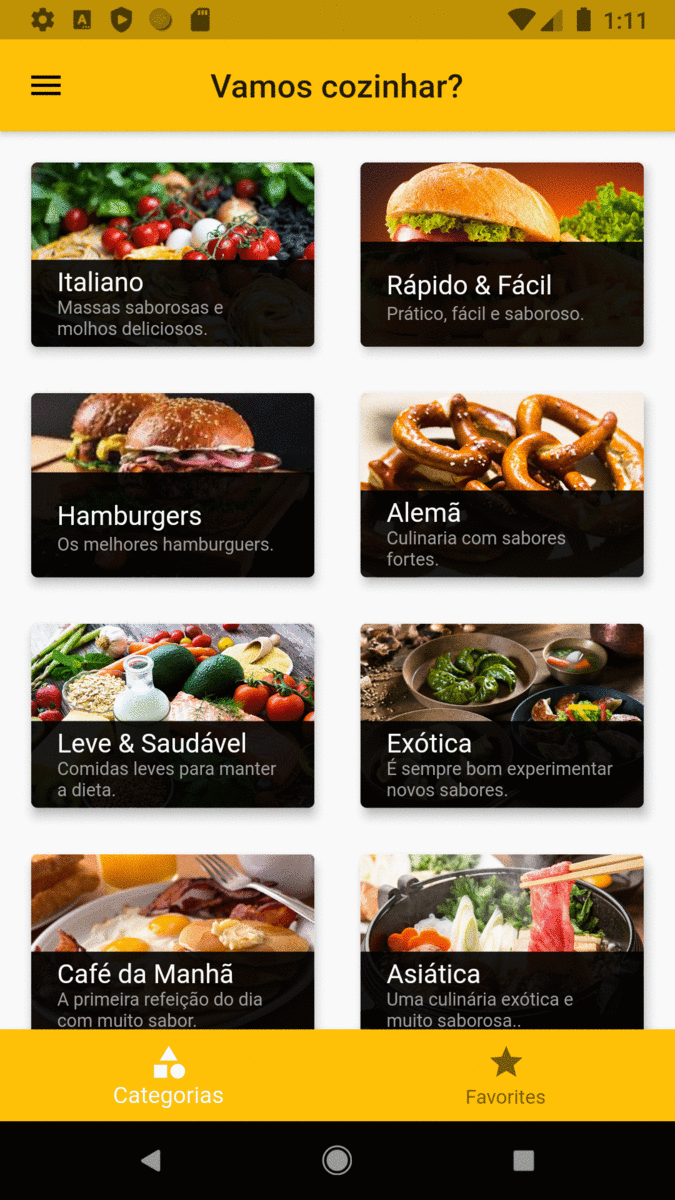 1:11
Vamos cozinhar?
Italiano
Massas saborosas e
molhos deliciosos.
Rápido & Fácil
Prático, fácil e saboroso.
Hamburgers
Os melhores hamburguers.
Alemã
Culinaria com sabores
fortes.
Leve & Saudável
Comidas leves para manter
a dieta.
Exótica
É sempre bom experimentar
novos sabores.
Café da Manhã
A primeira refeição do dia
com muito sabor.
Asiática
Uma culinária exótica e
muito saborosa..
Categorias
Favorites